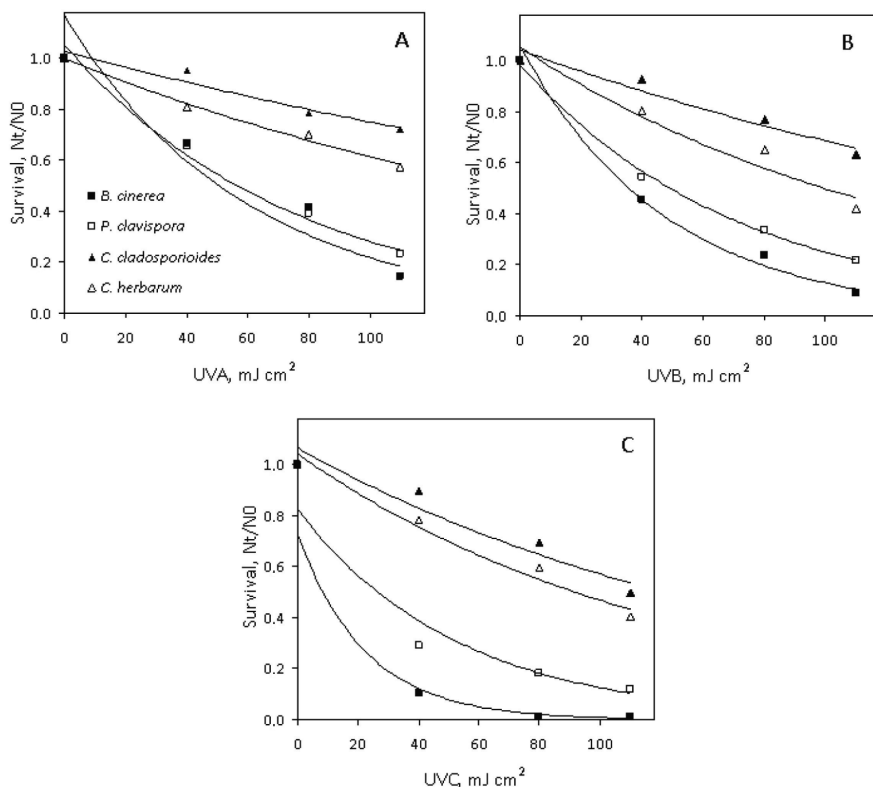 A
Survival, Nt/N0
1.0
0.8
0.6
0.4
0.2
0.0
B. cinerea
P. clavispora
C. cladosporioides
C. herbarum
0 20 40 60 80 100
UVA, mJ cm²
B
Survival, Nt/N0
1.0
0.8
0.6
0.4
0.2
0.0
0 20 40 60 80 100
UVB, mJ cm²
C
Survival, Nt/N0
1.0
0.8
0.6
0.4
0.2
0.0
0 20 40 60 80 100
UVC, mJ cm²